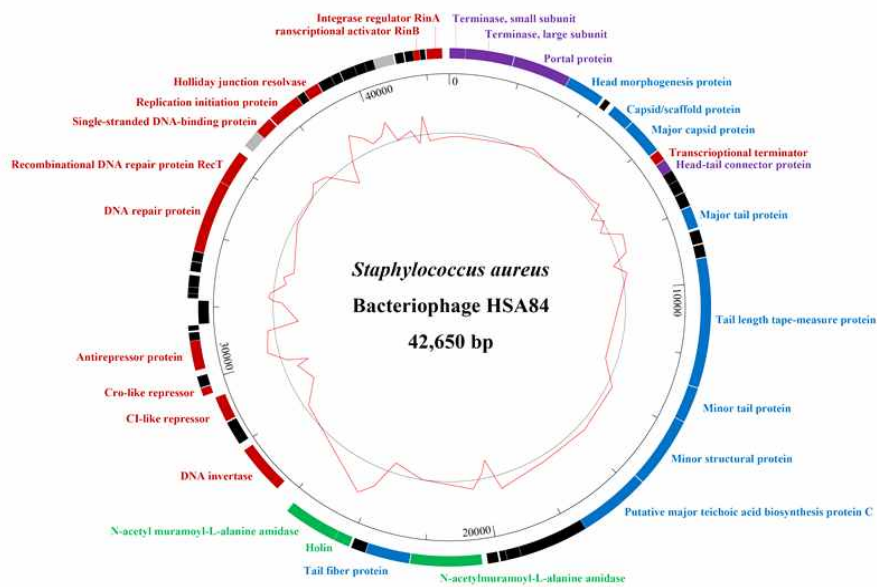 Integrase regulator RinA
ranscriptional activator RinB
Terminase, small subunit
Terminase, large subunit
Portal protein
Head morphogenesis protein
Capsid/scaffold protein
Major capsid protein
Transcrioptional terminator
Head-tail connector protein
Major tail protein
Tail length tape-measure protein
Minor tail protein
Minor structural protein
Putative major teichoic acid biosynthesis protein C
N-acetylmuramoyl-L-alanine amidase
Tail fiber protein
Holin
N-acetyl muramoyl-L-alanine amidase
DNA invertase
CI-like repressor
Cro-like repressor
Antirepressor protein
DNA repair protein
Recombinational DNA repair protein RecT
Single-stranded DNA-binding protein
Replication initiation protein
Holliday junction resolvase
0
10000
20000
30000
40000
Staphylococcus aureus
Bacteriophage HSA84
42,650 bp